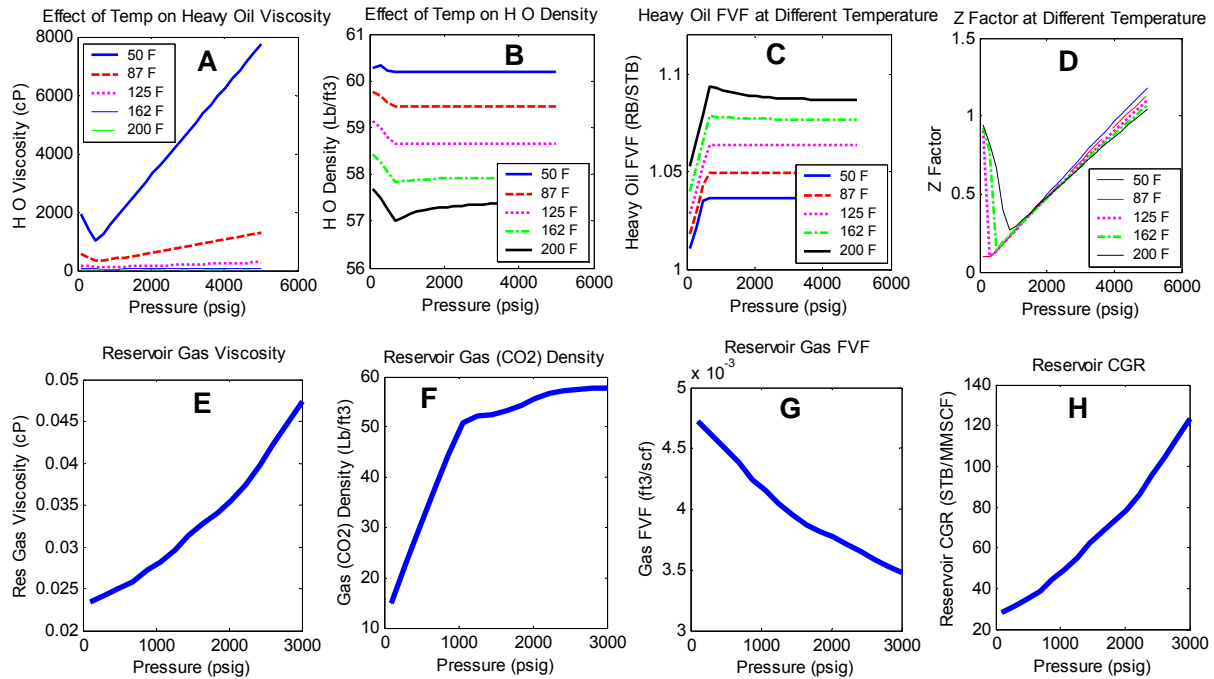 Effect of Temp on Heavy Oil Viscosity
A
H O Viscosity (cP)
8000
6000
4000
2000
0
50 F
87 F
125 F
162 F
200 F
0 2000 4000 6000
Pressure (psig)
Effect of Temp on H O Density
B
H O Density (Lb/ft3)
61
60
59
58
57
56
50 F
87 F
125 F
162 F
200 F
0 2000 4000 6000
Pressure (psig)
Heavy Oil FVF at Different Temperature
C
Heavy Oil FVF (RB/STB)
1.1
1.05
1
50 F
87 F
125 F
162 F
200 F
0 2000 4000 6000
Pressure (psig)
Z Factor at Different Temperature
D
Z Factor
1.5
1
0.5
0
50 F
87 F
125 F
162 F
200 F
0 2000 4000 6000
Pressure (psig)
Reservoir Gas Viscosity
E
Res Gas Viscosity (cP)
0.05
0.045
0.04
0.035
0.03
0.025
0.02
0 1000 2000 3000
Pressure (psig)
Reservoir Gas (CO2) Density
F
Gas (CO2) Density (Lb/ft3)
60
50
40
30
20
10
0 1000 2000 3000
Pressure (psig)
Reservoir Gas FVF
x 10-3
G
Gas FVF (ft3/scf)
5
4.5
4
3.5
3
0 1000 2000 3000
Pressure (psig)
Reservoir CGR
H
Reservoir CGR (STB/MMSCF)
140
120
100
80
60
40
20
0 1000 2000 3000
Pressure (psig)